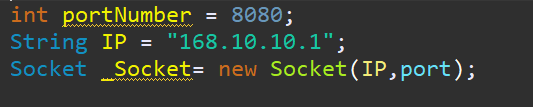 int portNumber = 8080;
String IP = "168.10.10.1";
Socket _Socket= new Socket(IP,port);